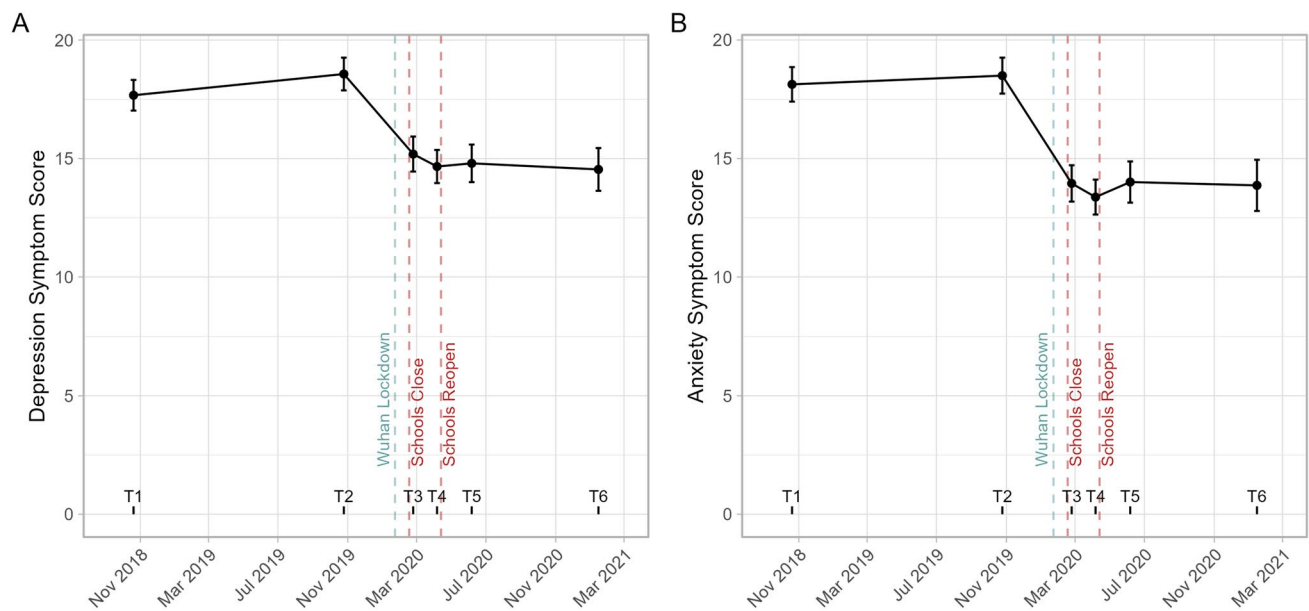 A
Depression Symptom Score
20
15
10
5
0
Wuhan Lockdown
Schools Close
Schools Reopen
T1 T2 T3 T4 T5 T6
Nov 2018 Mar 2019 Jul 2019 Nov 2019 Mar 2020 Jul 2020 Nov 2020 Mar 2021
B
Anxiety Symptom Score
20
15
10
5
0
Wuhan Lockdown
Schools Close
Schools Reopen
T1 T2 T3 T4 T5 T6
Nov 2018 Mar 2019 Jul 2019 Nov 2019 Mar 2020 Jul 2020 Nov 2020 Mar 2021